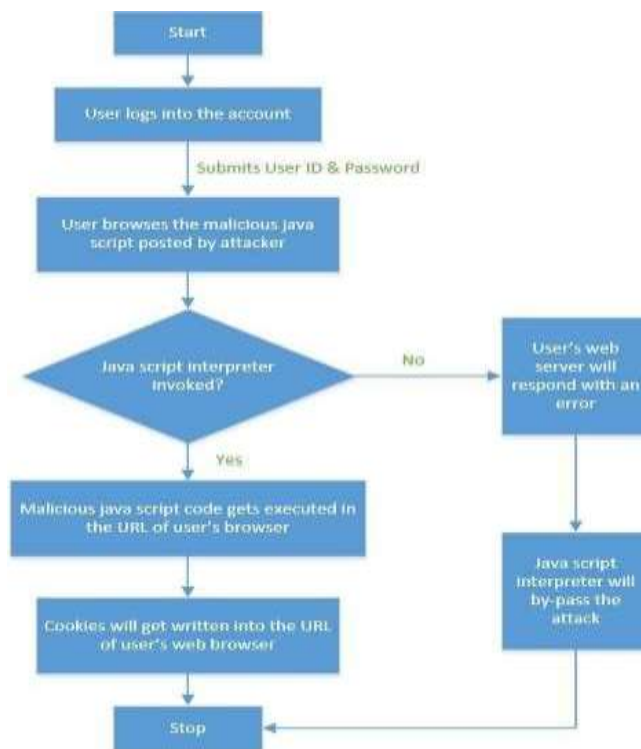 Start
User logs into the account
Submits User ID & Password
User browses the malicious java
script posted by attacker
Java script interpreter
invoked?
No
User's web
server will
respond with an
error
Yes
Malicious java script code gets executed in
the URL of user's browser
Java script
interpreter will
by-pass the
attack
Cookies will get written into the URL
of user's web browser
Stop